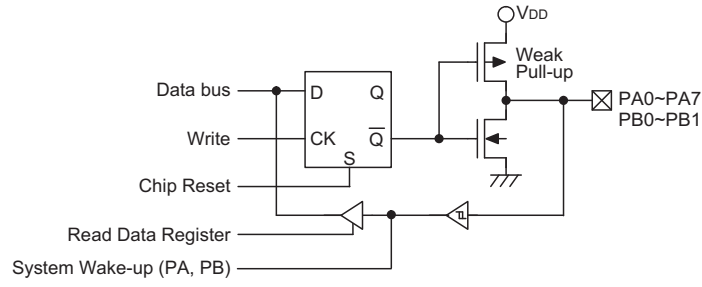 VDD
Weak
Pull-up
Data bus
D
Q
PA0~PA7
PB0~PB1
Write
CK
Q
S
Chip Reset
Read Data Register
System Wake-up (PA, PB)